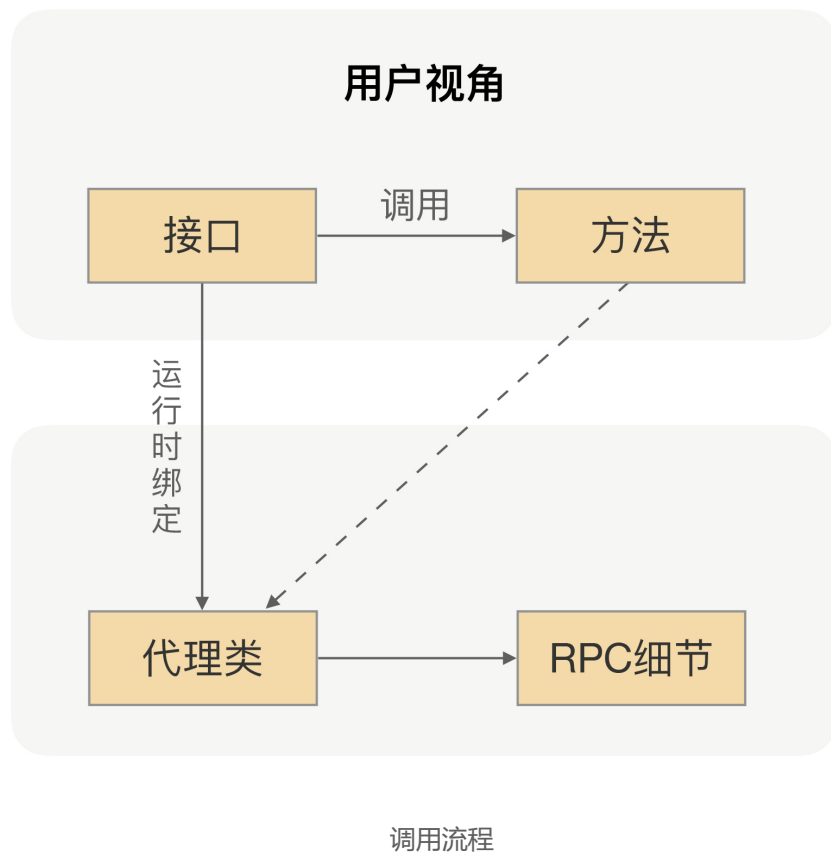 用户视角
调用
接口
方法
运行时绑定
代理类
RPC细节
调用流程